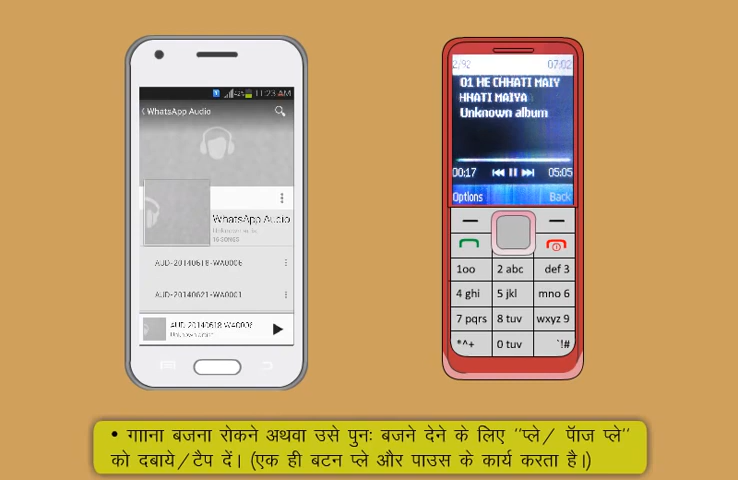 11:23 AM
WhatsApp Audio
WhatsApp Audio
AUD-20140618-WA0006
AUD-20140621-WA0001
AUD-20140618-WA0006
2/92 07:02
01 HE CHHATI MAIY
HHATI MAIYA
Unknown album
00:17 05:05
Options Back
1oo 2 abc def 3
4 ghi 5 jkl mno 6
7 pqrs 8 tuv wxyz 9
*^+ 0 tuv `!#
• गााना बजना रोकने अथवा उसे पुनः बजने देने के लिए "प्ले/ पॅाज प्ले"
को दबाये/टैप दें। (एक ही बटन प्ले और पाउस के कार्य करता है।)